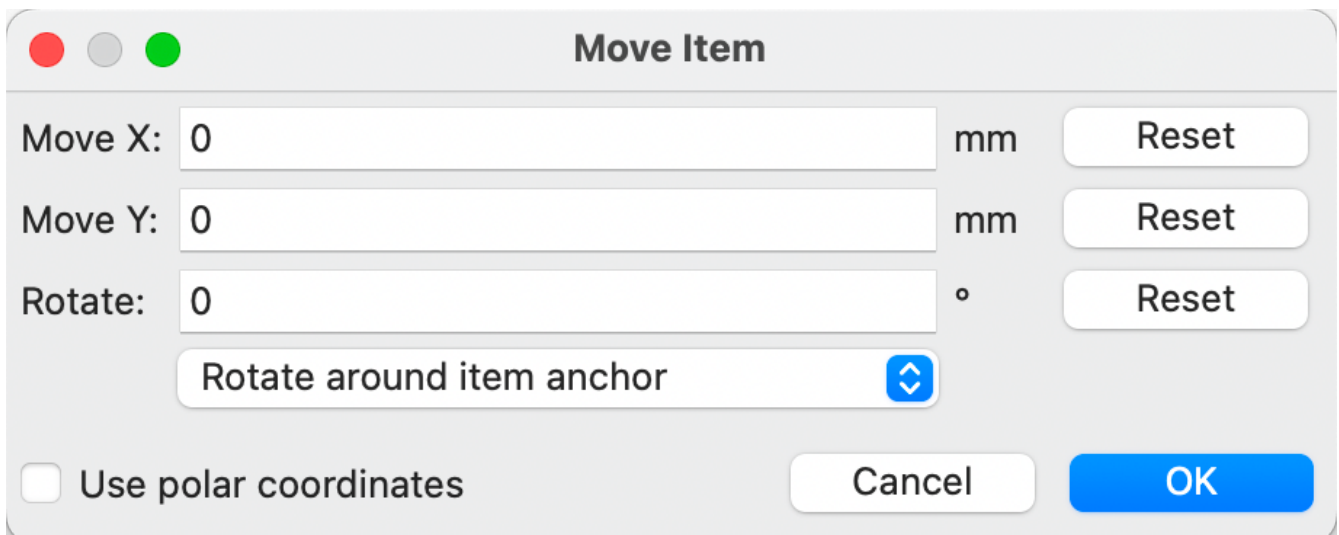 Move Item
Move X: 0 mm Reset
Move Y: 0 mm Reset
Rotate: 0 ° Reset
Rotate around item anchor
Use polar coordinates Cancel OK